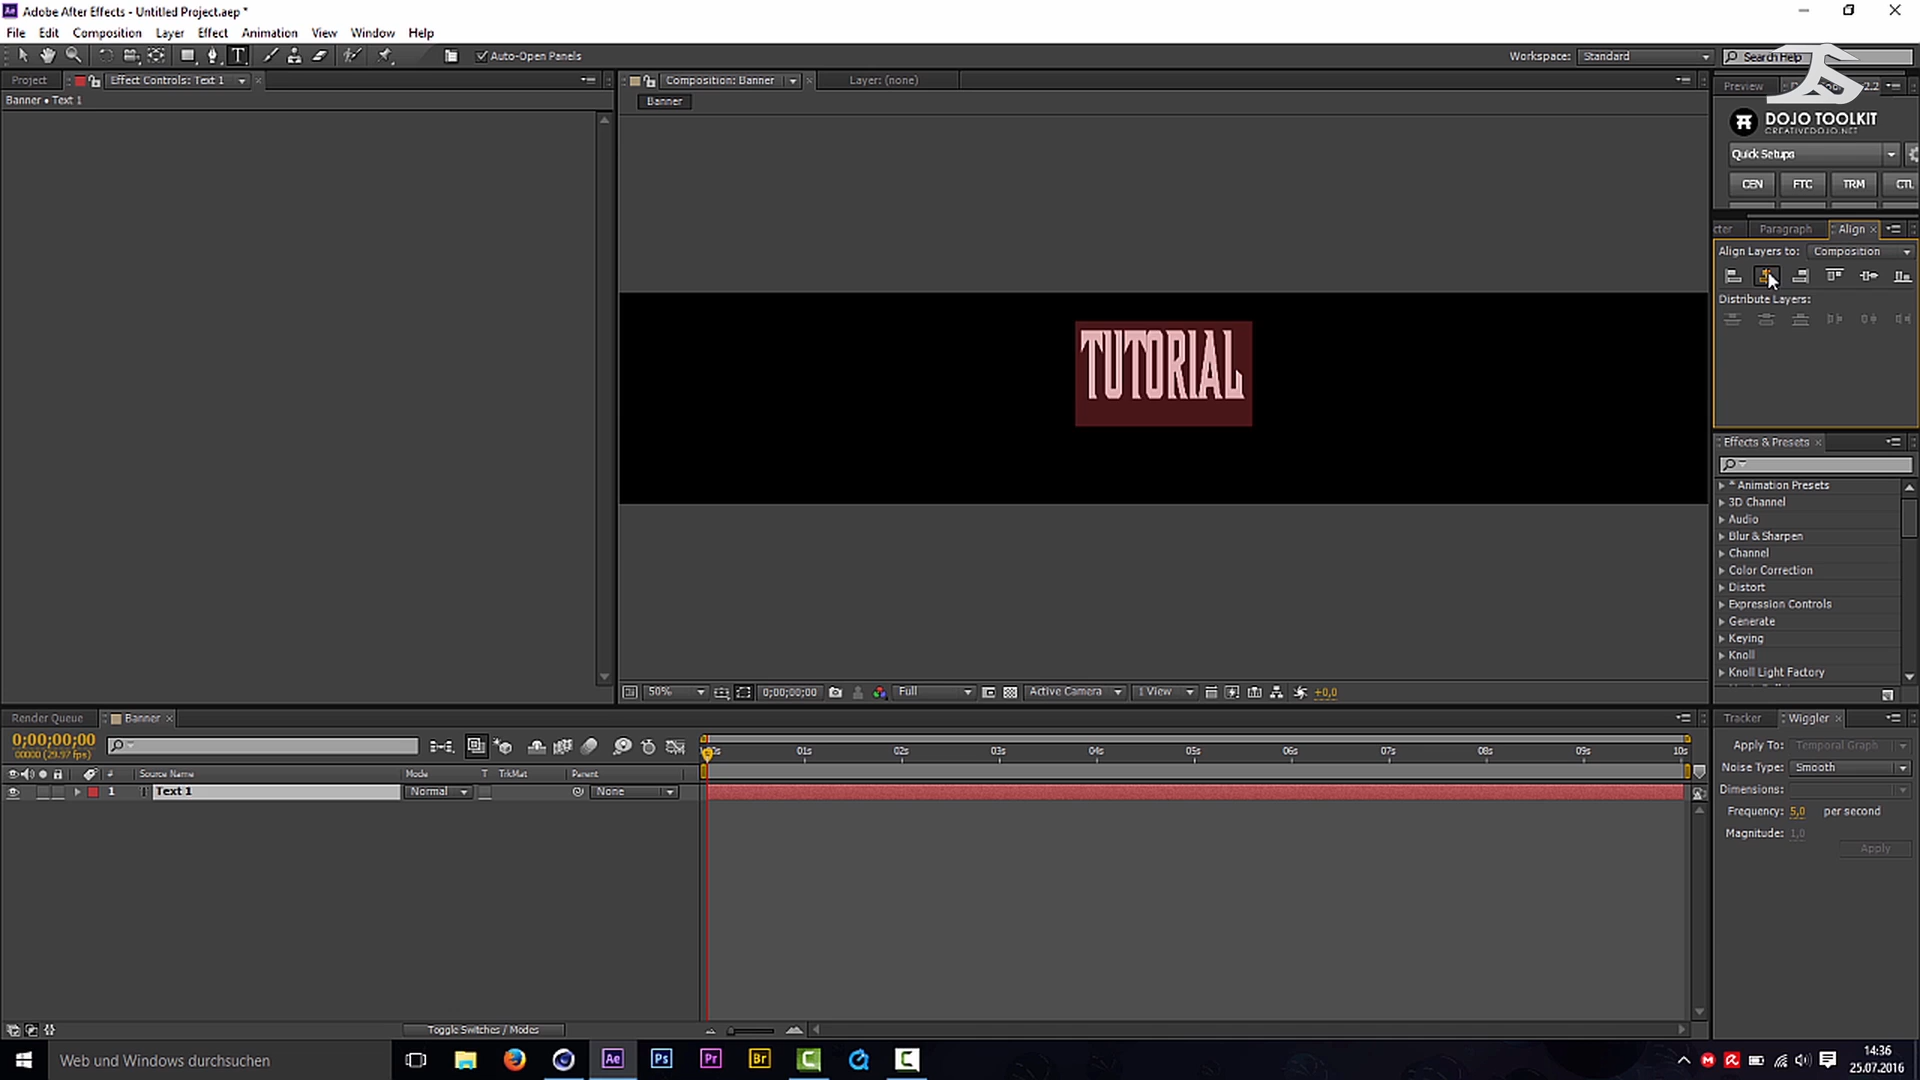 Adobe After Effects - Untitled Project.aep *
File Edit Composition Layer Effect Animation View Window Help
Auto-Open Panels
Workspace: Standard
Search Help
Project
Effect Controls: Text 1
Composition: Banner
Layer: (none)
Preview
2.2
Banner • Text 1
Banner
DOJO TOOLKIT
CREATIVEDOJO.NET
Quick Setups
CEN FTC TRM CTL
cter Paragraph Align
Align Layers to: Composition
Distribute Layers:
TUTORIAL
Effects & Presets
* Animation Presets
3D Channel
Audio
Blur & Sharpen
Channel
Color Correction
Distort
Expression Controls
Generate
Keying
Knoll
Knoll Light Factory
50%
0;00;00;00
Full
Active Camera
1 View
+0,0
Render Queue
Banner
0;00;00;00
00000 (29.97 fps)
# Source Name Mode T TrkMat Parent
1 Text 1 Normal None
01s 02s 03s 04s 05s 06s 07s 08s 09s 10s
Tracker Wiggler
Apply To: Temporal Graph
Noise Type: Smooth
Dimensions:
Frequency: 5,0 per second
Magnitude: 1,0
Apply
Toggle Switches / Modes
Web und Windows durchsuchen
Ae Ps Pr Br
14:36
25.07.2016